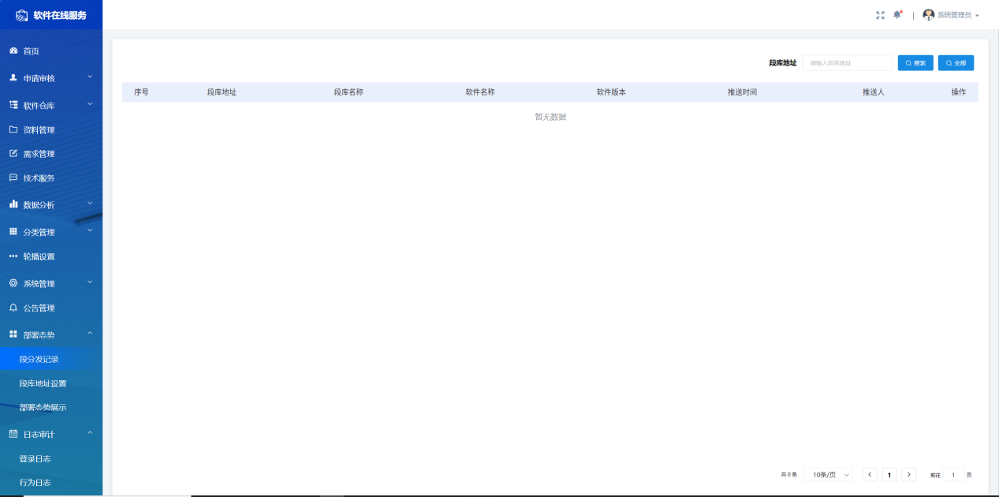 软件在线服务
系统管理员
首页
申请审核
软件仓库
资料管理
需求管理
技术服务
数据分析
分类管理
轮播设置
系统管理
公告管理
部署态势
段分发记录
段库地址设置
部署态势展示
日志审计
登录日志
行为日志
段库地址 请输入段库地址 搜索 全部
序号 段库地址 段库名称 软件名称 软件版本 推送时间 推送人 操作
暂无数据
共 0 条 10条/页 1 前往 1 页